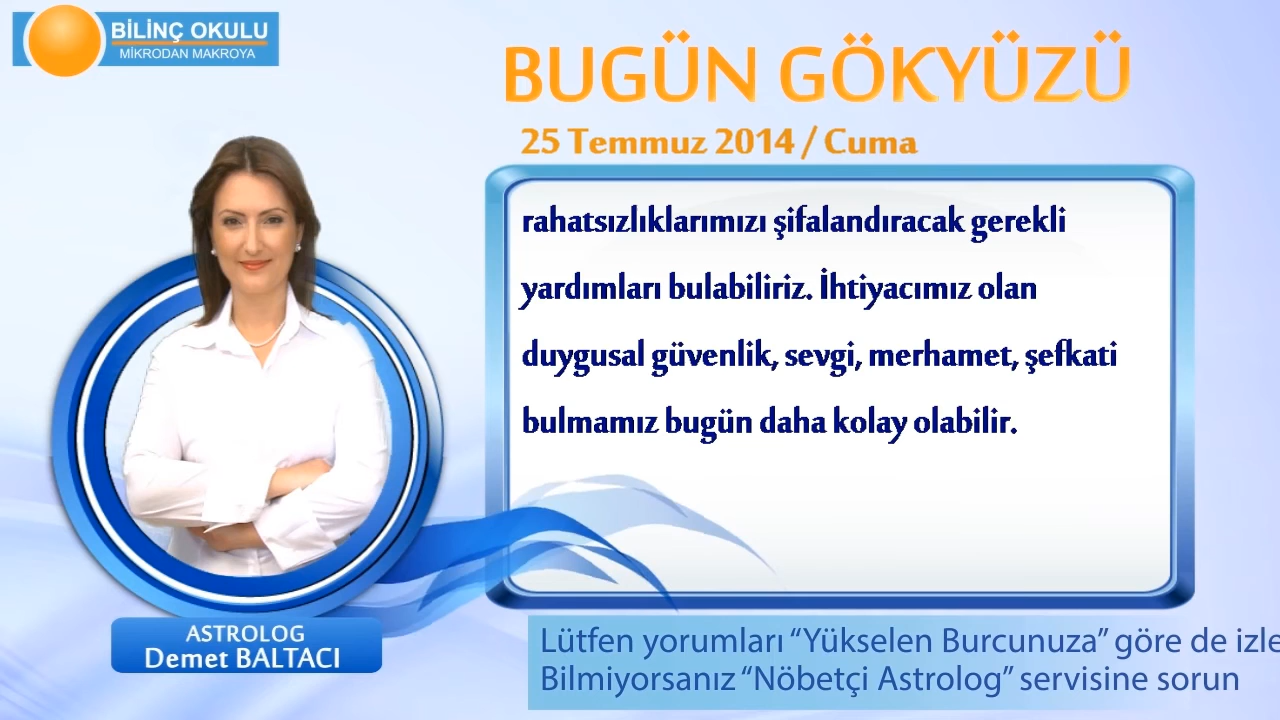 BİLİNÇ OKULU
MİKRODAN MAKROYA
BUGÜN GÖKYÜZÜ
25 Temmuz 2014 / Cuma
rahatsızlıklarımızı şifalandıracak gerekli
yardımları bulabiliriz. İhtiyacımız olan
duygusal güvenlik, sevgi, merhamet, şefkati
bulmamız bugün daha kolay olabilir.
ASTROLOG
Demet BALTACI
Lütfen yorumları “Yükselen Burcunuza” göre de izle
Bilmiyorsanız “Nöbetçi Astrolog” servisine sorun